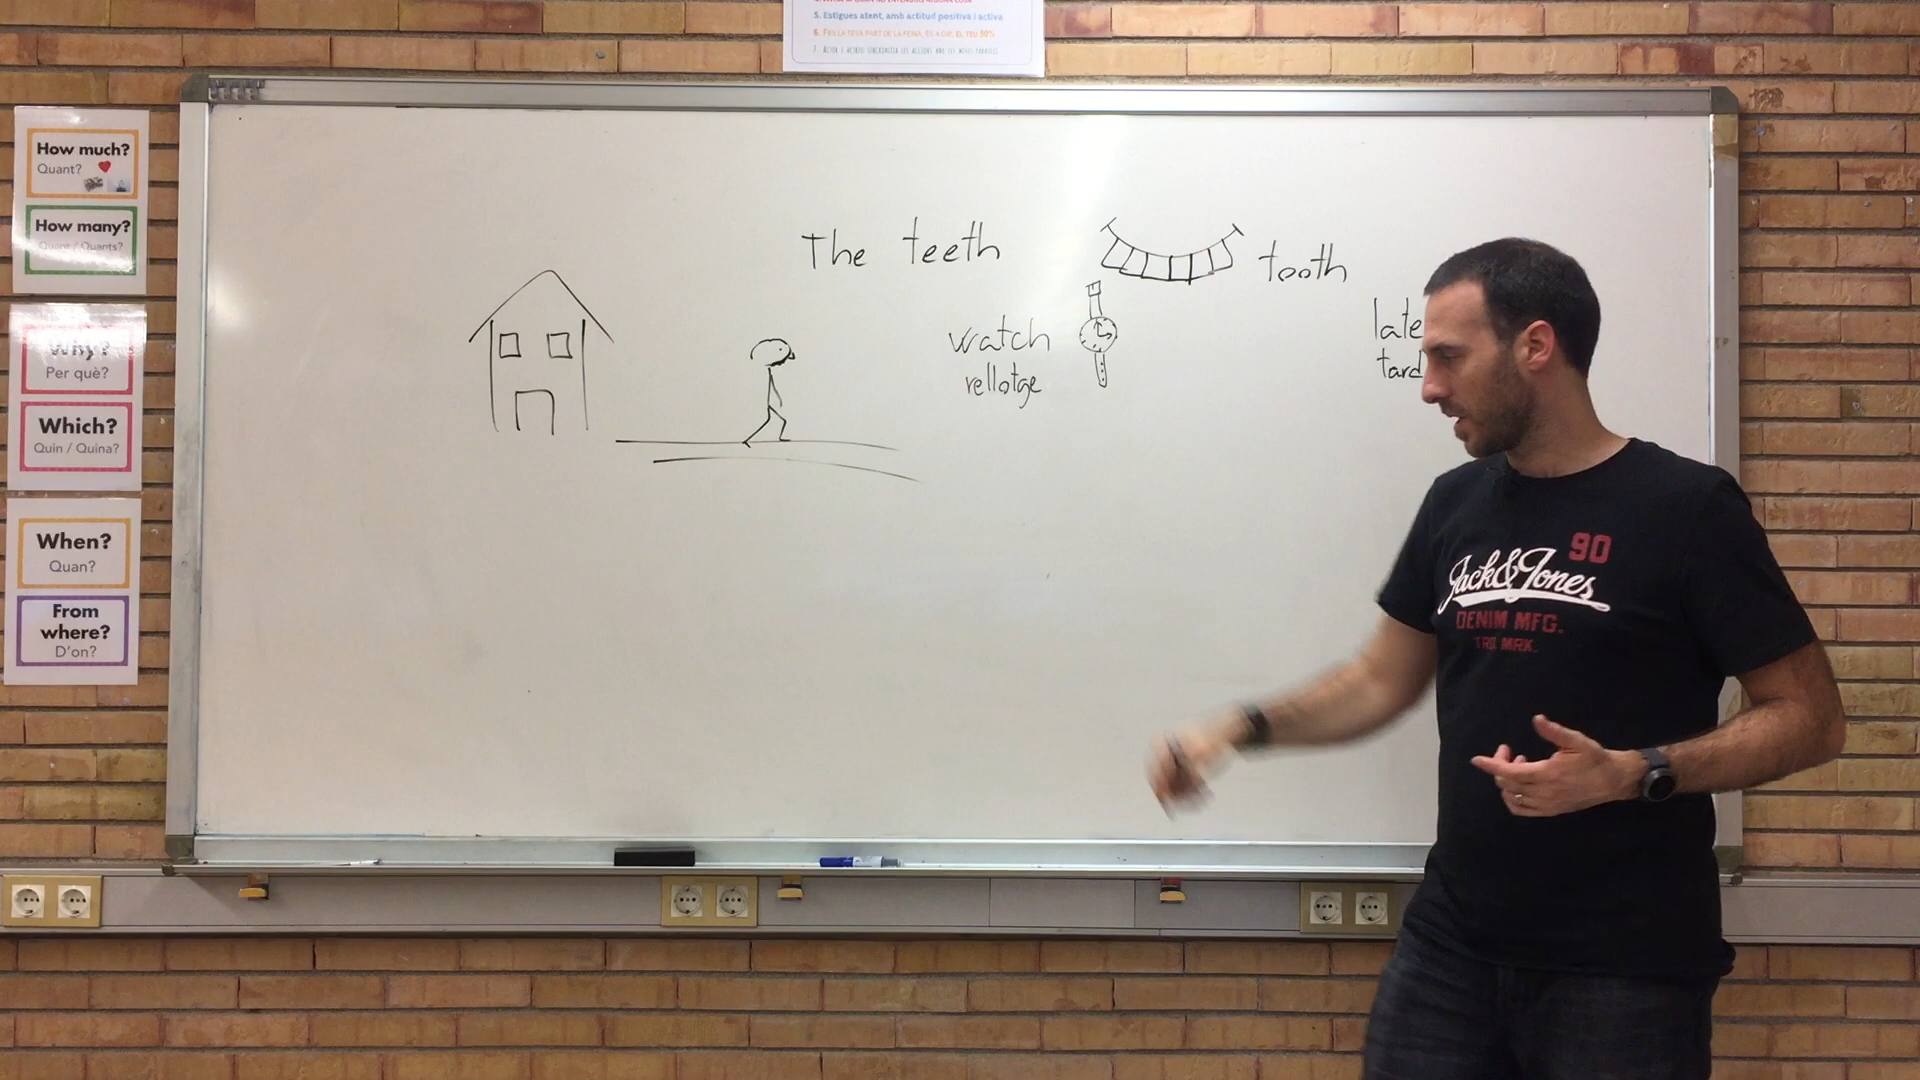 5. Estigues atent, amb actitud positiva i activa
6. FES LA TEVA PART DE LA FEINA, ÉS A DIR, EL TEU 50%
How much?
Quant?
How many?
Quant / Quants?
Why?
Per què?
Which?
Quin / Quina?
When?
Quan?
From
where?
D'on?
The teeth
tooth
watch
rellotge
late
tard
90
Jack&Jones
DENIM MFG.
TRD MRK.